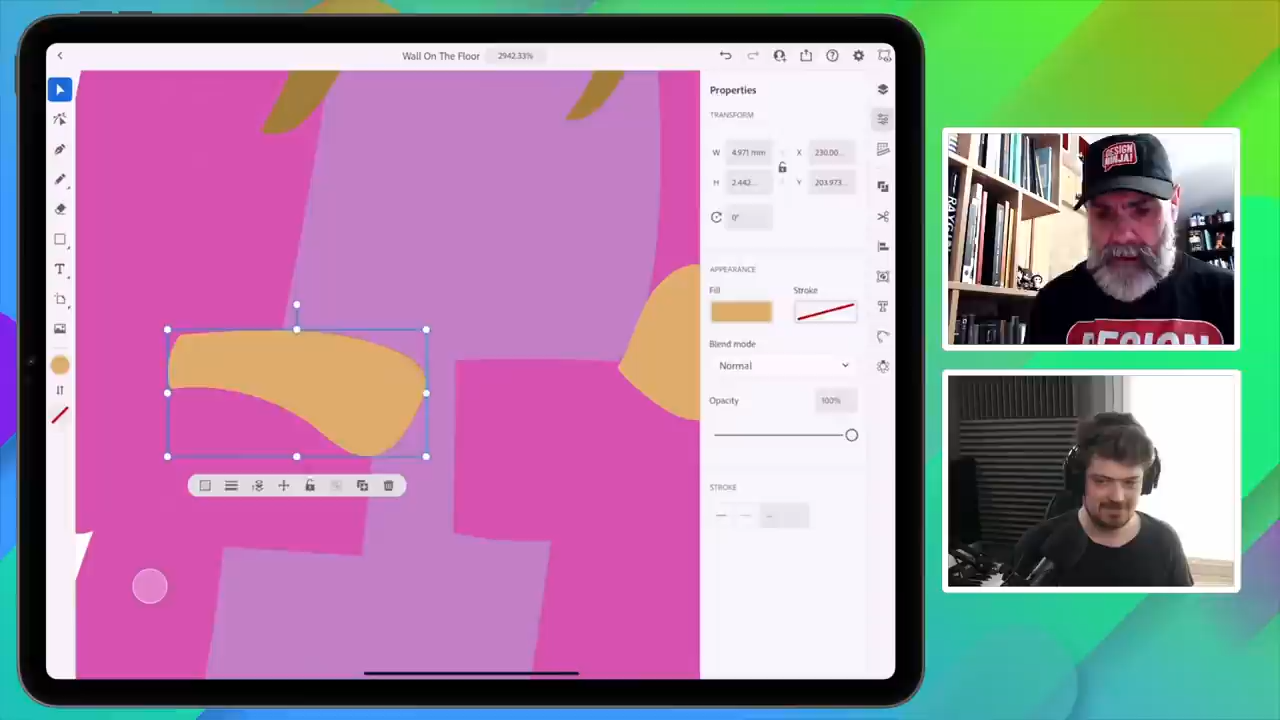 Wall On The Floor 2942.33%
Properties
TRANSFORM
W 4.971 mm X 230.00...
H 2.442... Y 203.973...
0°
APPEARANCE
Fill Stroke
Blend mode
Normal
Opacity 100%
STROKE
DESIGN
NINJA!